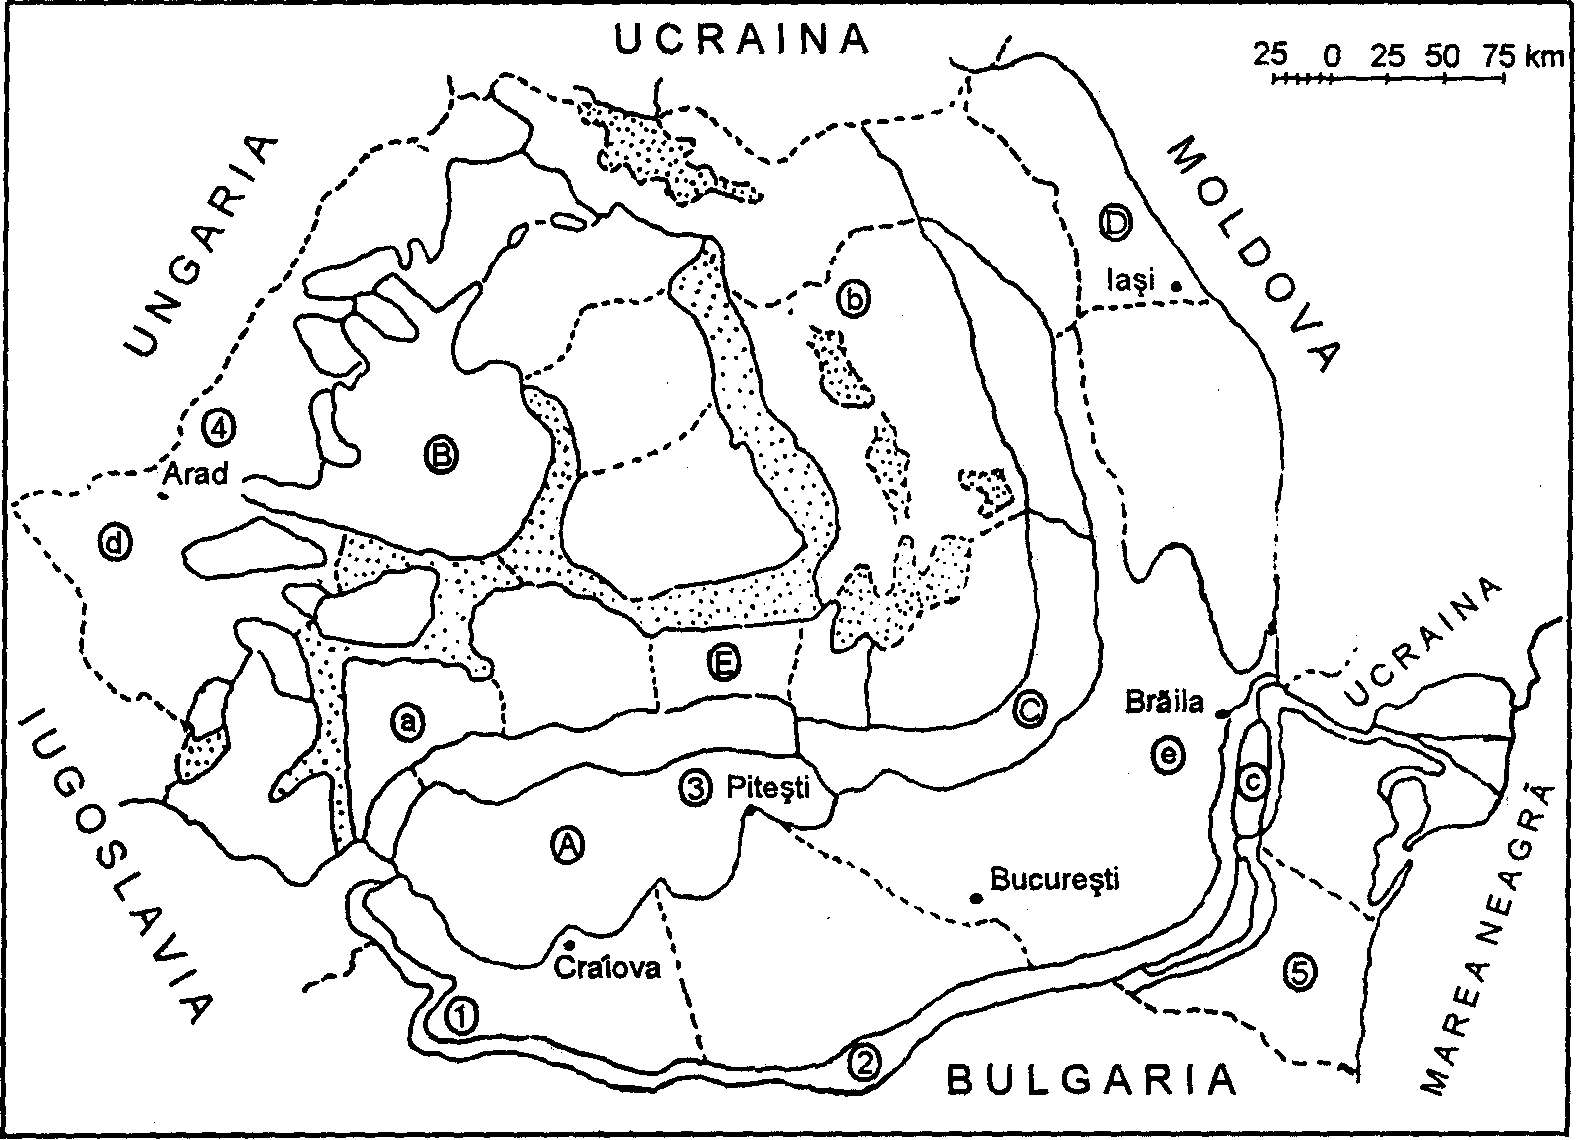 UCRAINA
25 0 25 50 75 km
UNGARIA
MOLDOVA
D
Iaşi
b
4
Arad
B
d
E
UCRAINA
a
C
Brăila
e
c
3
Piteşti
IUGOSLAVIA
A
Bucureşti
MAREA NEAGRĂ
Craiova
5
1
2
BULGARIA